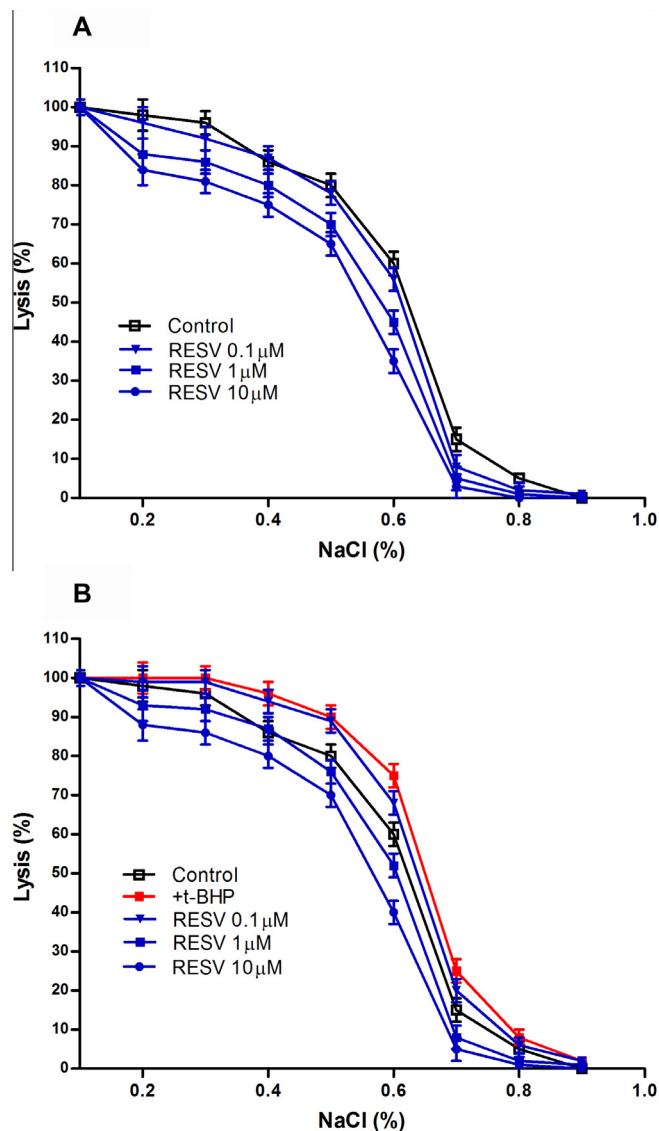 A
110
100
90
80
70
60
50
40
30
20
10
0
Lysis (%)
Control
RESV 0.1μM
RESV 1μM
RESV 10μM
0.2 0.4 0.6 0.8 1.0
NaCl (%)
B
110
100
90
80
70
60
50
40
30
20
10
0
Lysis (%)
Control
+t-BHP
RESV 0.1μM
RESV 1μM
RESV 10μM
0.2 0.4 0.6 0.8 1.0
NaCl (%)